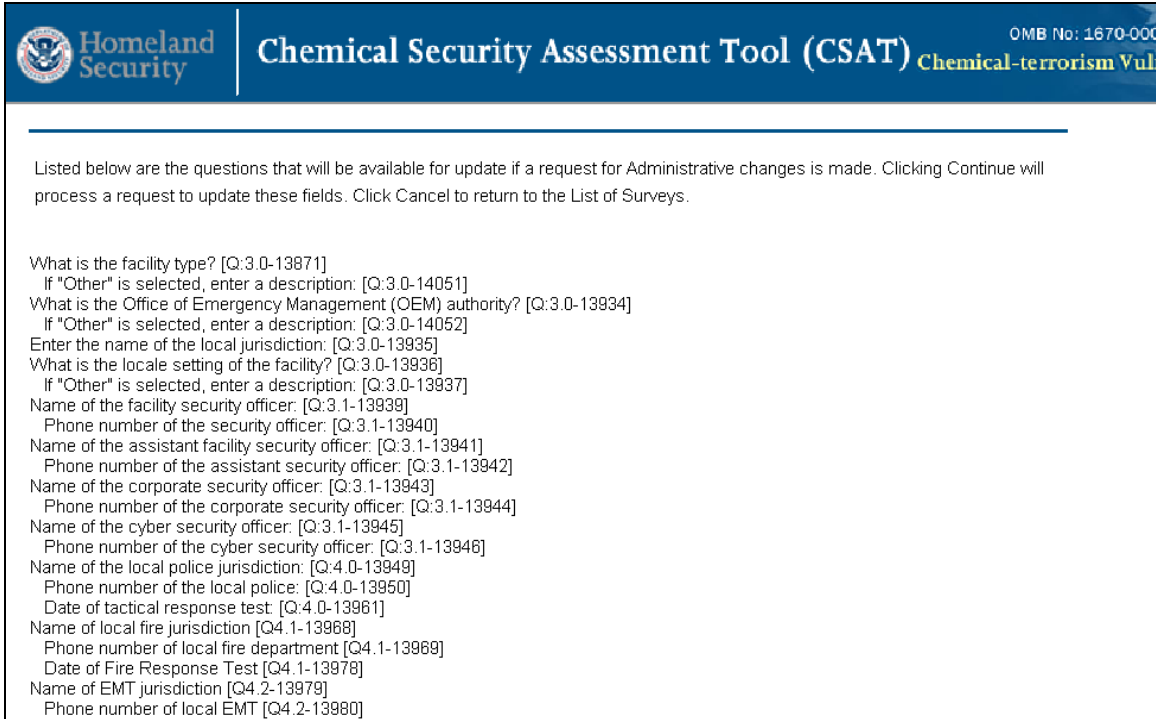 Homeland
Security
Chemical Security Assessment Tool (CSAT)
OMB No: 1670-000
Chemical-terrorism Vul
Listed below are the questions that will be available for update if a request for Administrative changes is made. Clicking Continue will
process a request to update these fields. Click Cancel to return to the List of Surveys.
What is the facility type? [Q:3.0-13871]
If "Other" is selected, enter a description: [Q:3.0-14051]
What is the Office of Emergency Management (OEM) authority? [Q:3.0-13934]
If "Other" is selected, enter a description: [Q:3.0-14052]
Enter the name of the local jurisdiction: [Q:3.0-13935]
What is the locale setting of the facility? [Q:3.0-13936]
If "Other" is selected, enter a description: [Q:3.0-13937]
Name of the facility security officer: [Q:3.1-13939]
Phone number of the security officer: [Q:3.1-13940]
Name of the assistant facility security officer: [Q:3.1-13941]
Phone number of the assistant security officer: [Q:3.1-13942]
Name of the corporate security officer: [Q:3.1-13943]
Phone number of the corporate security officer: [Q:3.1-13944]
Name of the cyber security officer: [Q:3.1-13945]
Phone number of the cyber security officer: [Q:3.1-13946]
Name of the local police jurisdiction: [Q:4.0-13949]
Phone number of the local police: [Q:4.0-13950]
Date of tactical response test: [Q:4.0-13961]
Name of local fire jurisdiction [Q4.1-13968]
Phone number of local fire department [Q4.1-13969]
Date of Fire Response Test [Q4.1-13978]
Name of EMT jurisdiction [Q4.2-13979]
Phone number of local EMT [Q4.2-13980]